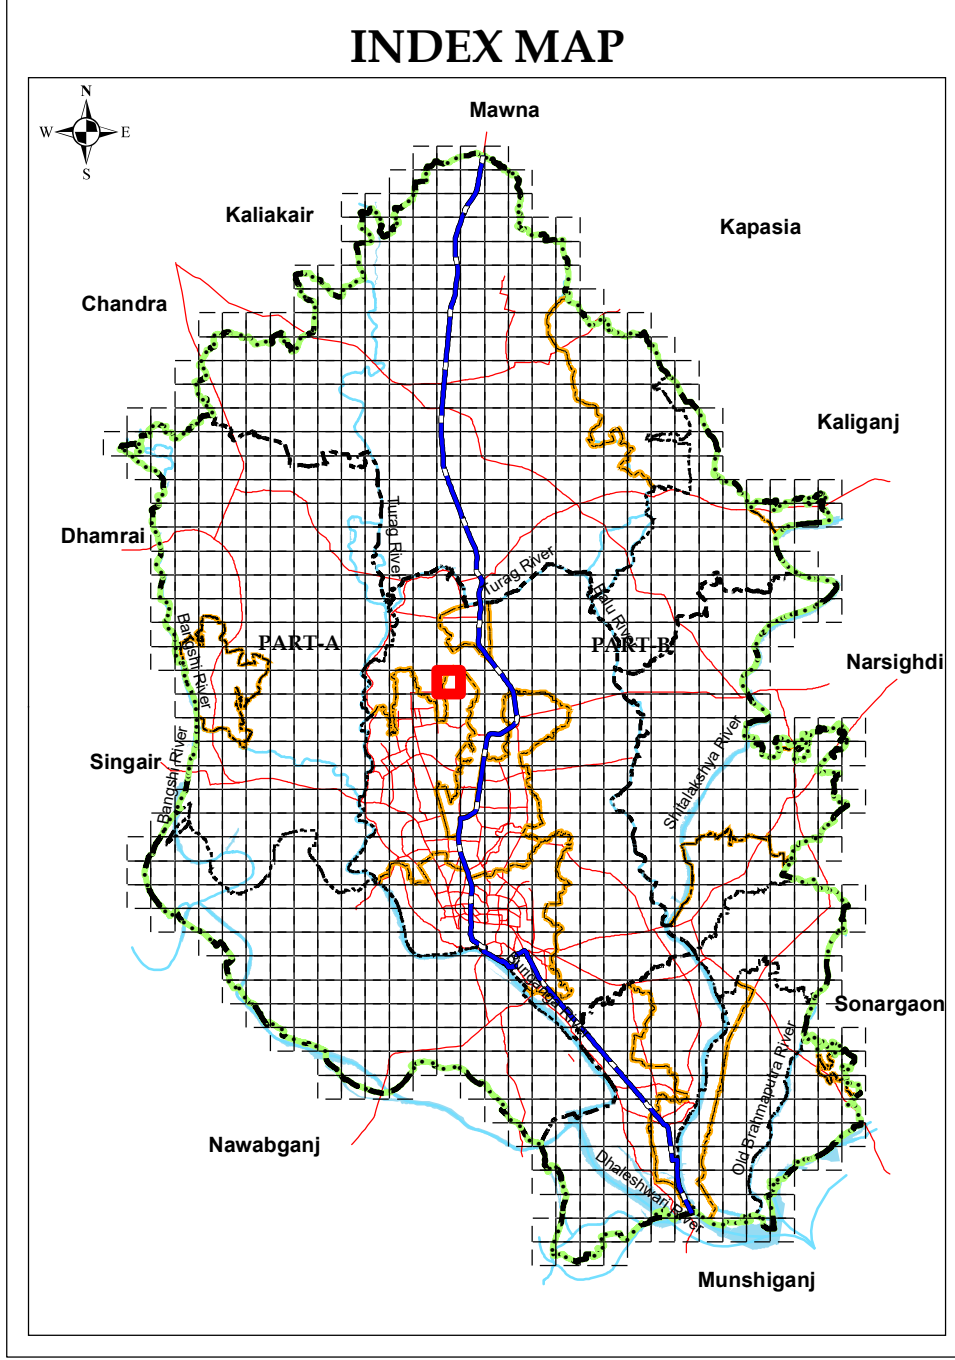 INDEX MAP
N
W E
S
Mawna
Kaliakair
Kapasia
Chandra
Kaliganj
Dhamrai
Turag River
Turag River
Balu River
Bangshi River
PART-A
PART-B
Narsighdi
Singair
Bangshi River
Shitalakshya River
Buriganga River
Sonargaon
Old Brahmaputra River
Nawabganj
Dhaleshwari River
Munshiganj